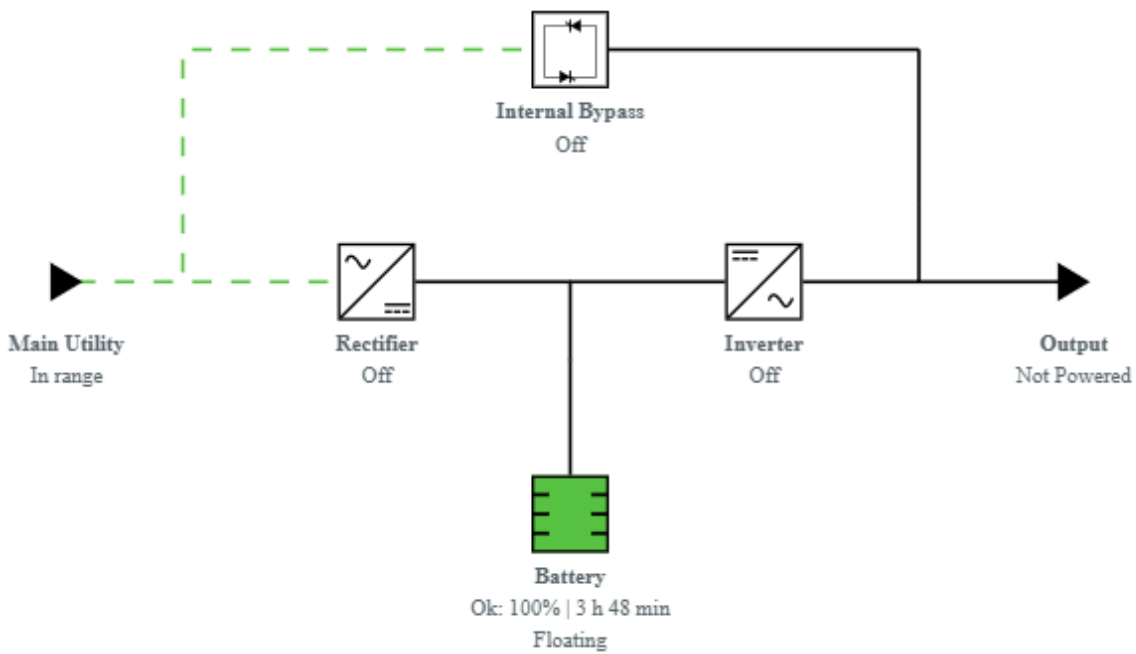 Internal Bypass
Off
Main Utility
In range
Rectifier
Off
Inverter
Off
Output
Not Powered
Battery
Ok: 100% | 3 h 48 min
Floating